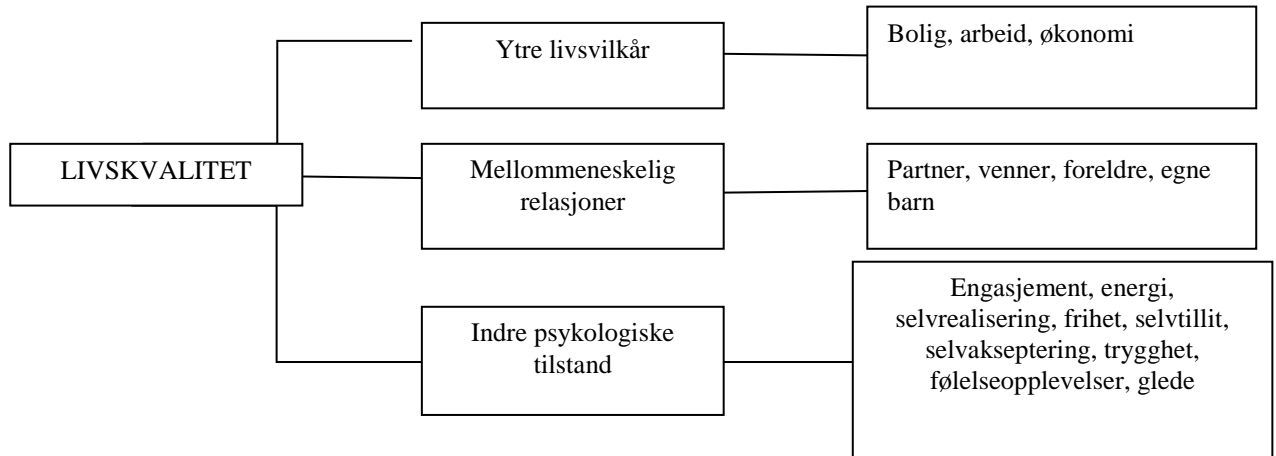 LIVSKVALITET
Ytre livsvilkår
Bolig, arbeid, økonomi
Mellommeneskelig
relasjoner
Partner, venner, foreldre, egne
barn
Indre psykologiske
tilstand
Engasjement, energi,
selvrealisering, frihet, selvtillit,
selvakseptering, trygghet,
følelseopplevelser, glede